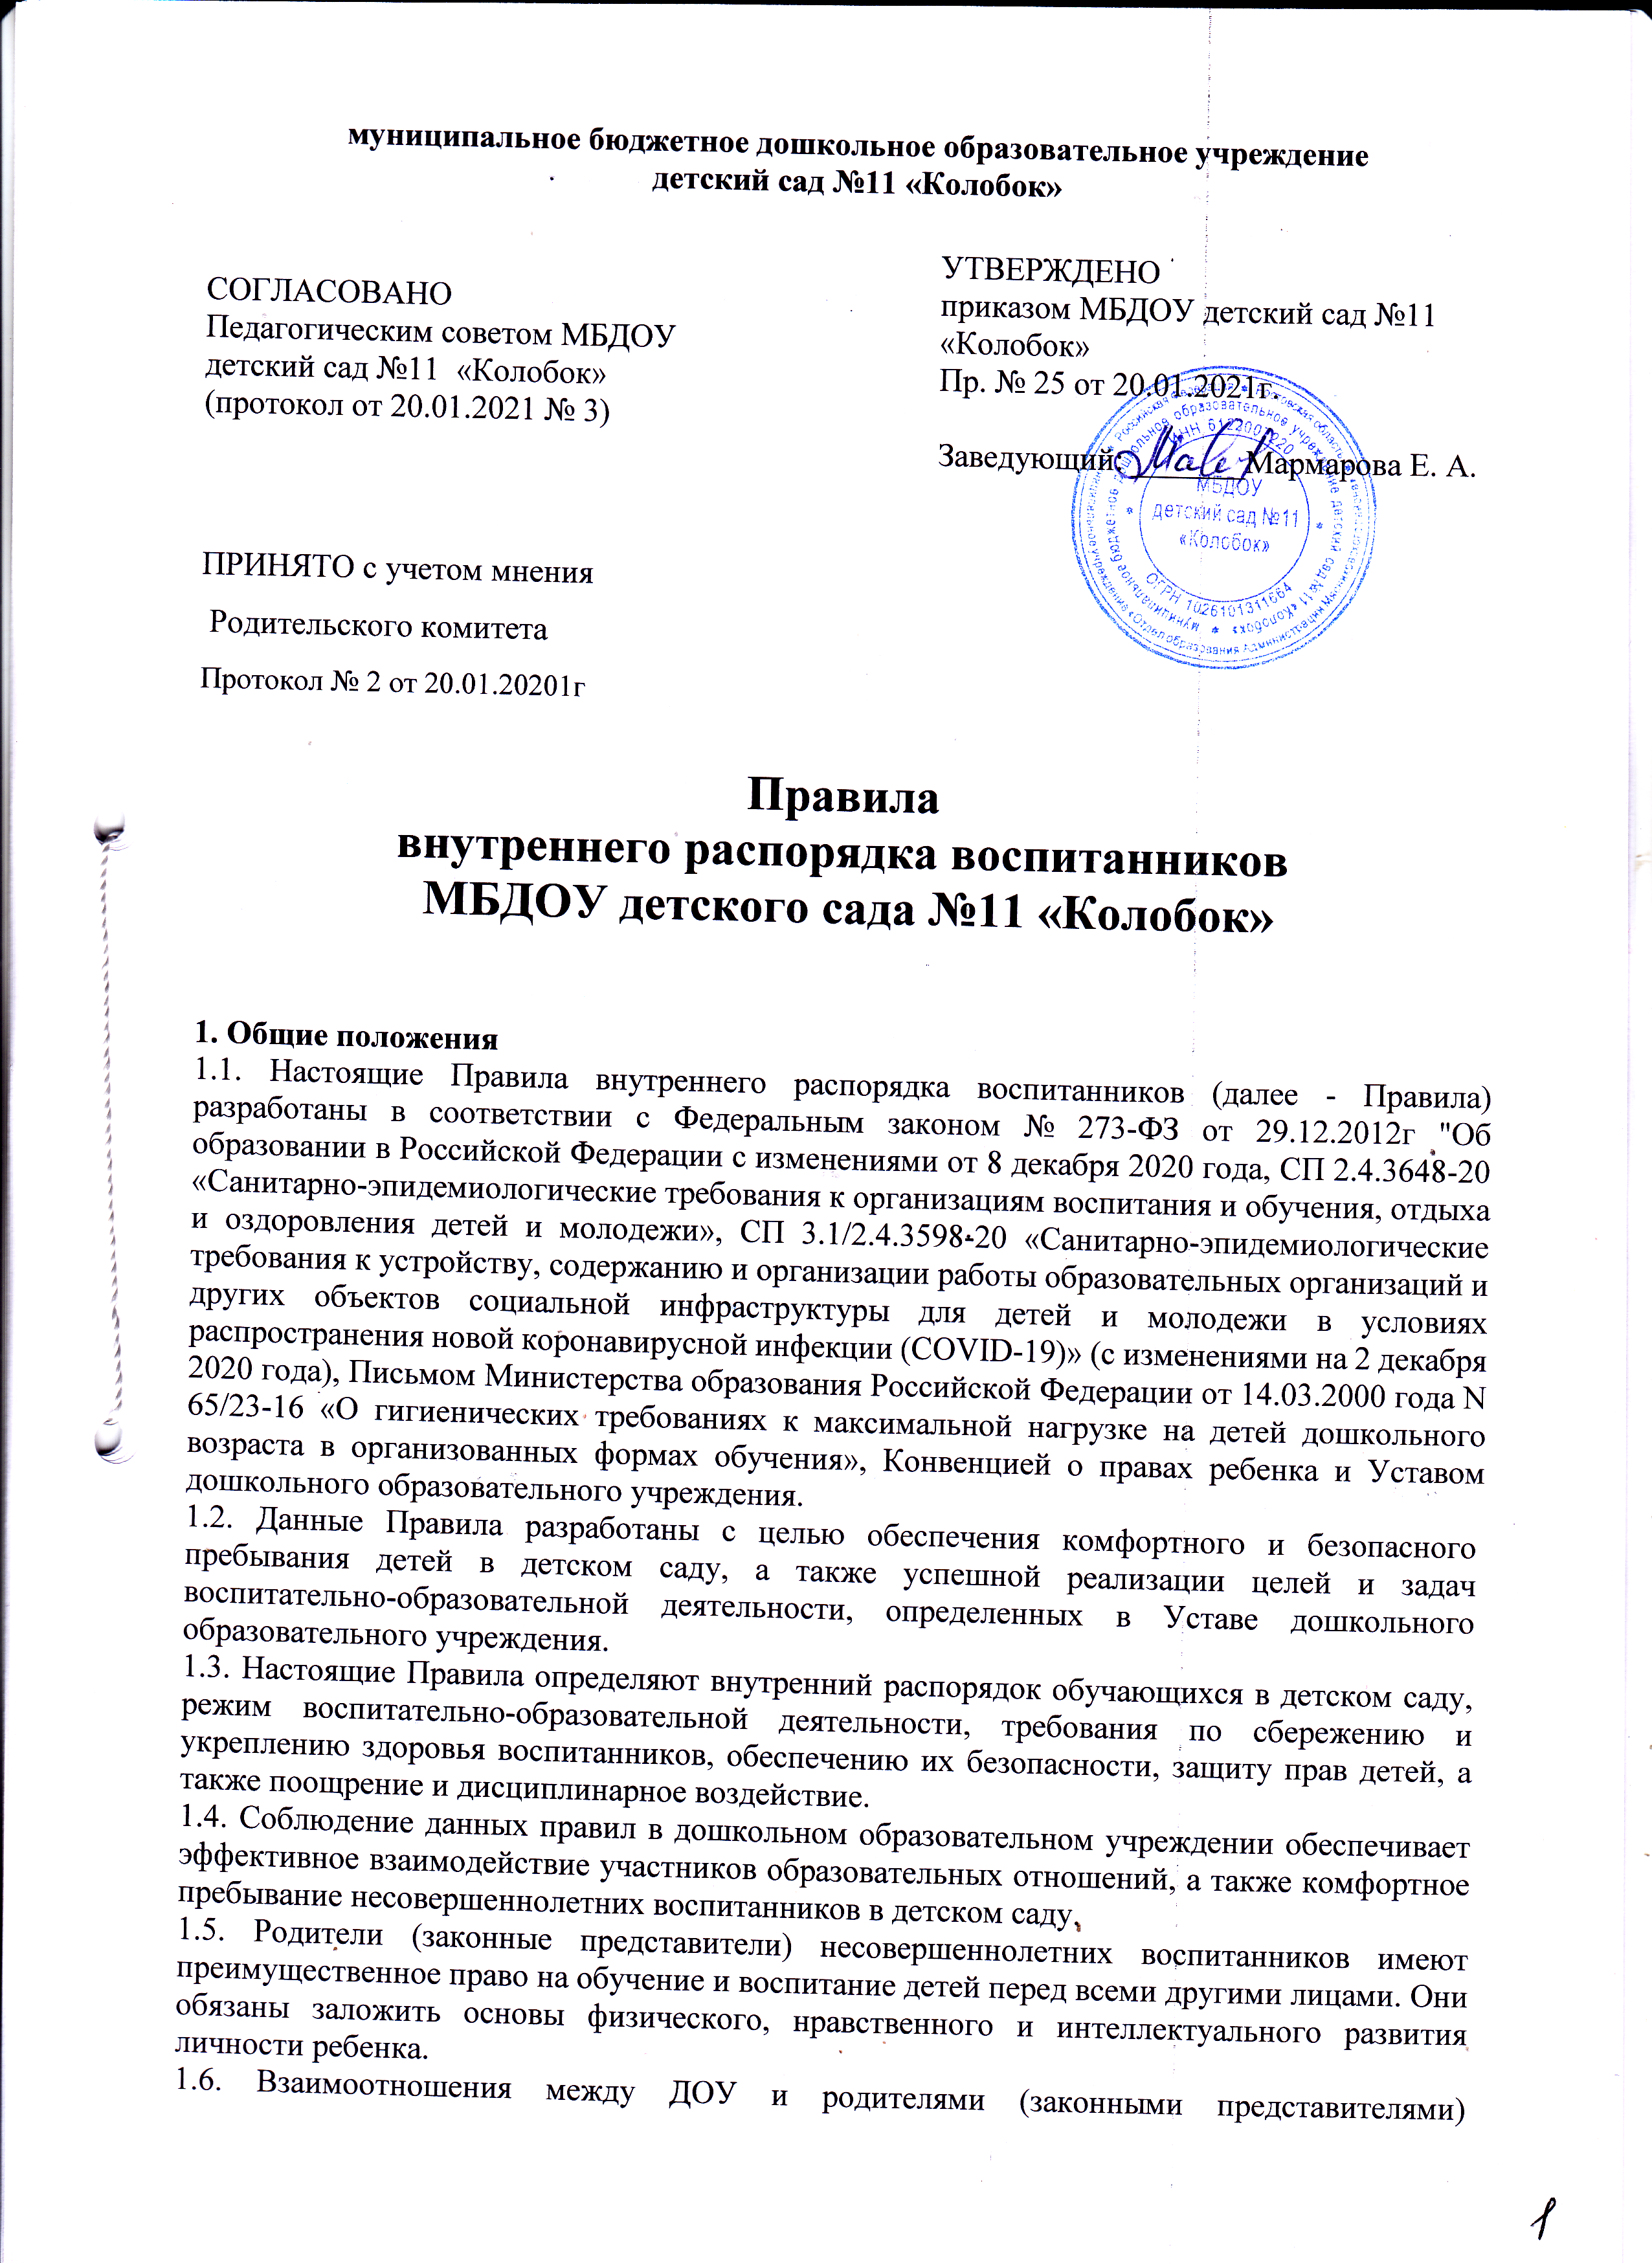 муниципальное бюджетное дошкольное образовательное учреждение
детский сад №11 «Колобок»
СОГЛАСОВАНО
Педагогическим советом МБДОУ
детский сад №11 «Колобок»
(протокол от 20.01.2021 № 3)
УТВЕРЖДЕНО
приказом МБДОУ детский сад №11
«Колобок»
Пр. № 25 от 20.01.2021г.
Заведующий Мармарова Е. А.
МБДОУ
детский сад №11
«Колобок»
ОГРН 1026101311664
ПРИНЯТО с учетом мнения
Родительского комитета
Протокол № 2 от 20.01.20201г
Правила
внутреннего распорядка воспитанников
МБДОУ детского сада №11 «Колобок»
1. Общие положения
1.1. Настоящие Правила внутреннего распорядка воспитанников (далее - Правила)
разработаны в соответствии с Федеральным законом № 273-ФЗ от 29.12.2012г "Об
образовании в Российской Федерации с изменениями от 8 декабря 2020 года, СП 2.4.3648-20
«Санитарно-эпидемиологические требования к организациям воспитания и обучения, отдыха
и оздоровления детей и молодежи», СП 3.1/2.4.3598-20 «Санитарно-эпидемиологические
требования к устройству, содержанию и организации работы образовательных организаций и
других объектов социальной инфраструктуры для детей и молодежи в условиях
распространения новой коронавирусной инфекции (COVID-19)» (с изменениями на 2 декабря
2020 года), Письмом Министерства образования Российской Федерации от 14.03.2000 года N
65/23-16 «О гигиенических требованиях к максимальной нагрузке на детей дошкольного
возраста в организованных формах обучения», Конвенцией о правах ребенка и Уставом
дошкольного образовательного учреждения.
1.2. Данные Правила разработаны с целью обеспечения комфортного и безопасного
пребывания детей в детском саду, а также успешной реализации целей и задач
воспитательно-образовательной деятельности, определенных в Уставе дошкольного
образовательного учреждения.
1.3. Настоящие Правила определяют внутренний распорядок обучающихся в детском саду,
режим воспитательно-образовательной деятельности, требования по сбережению и
укреплению здоровья воспитанников, обеспечению их безопасности, защиту прав детей, а
также поощрение и дисциплинарное воздействие.
1.4. Соблюдение данных правил в дошкольном образовательном учреждении обеспечивает
эффективное взаимодействие участников образовательных отношений, а также комфортное
пребывание несовершеннолетних воспитанников в детском саду.
1.5. Родители (законные представители) несовершеннолетних воспитанников имеют
преимущественное право на обучение и воспитание детей перед всеми другими лицами. Они
обязаны заложить основы физического, нравственного и интеллектуального развития
личности ребенка.
1.6. Взаимоотношения между ДОУ и родителями (законными представителями)
1